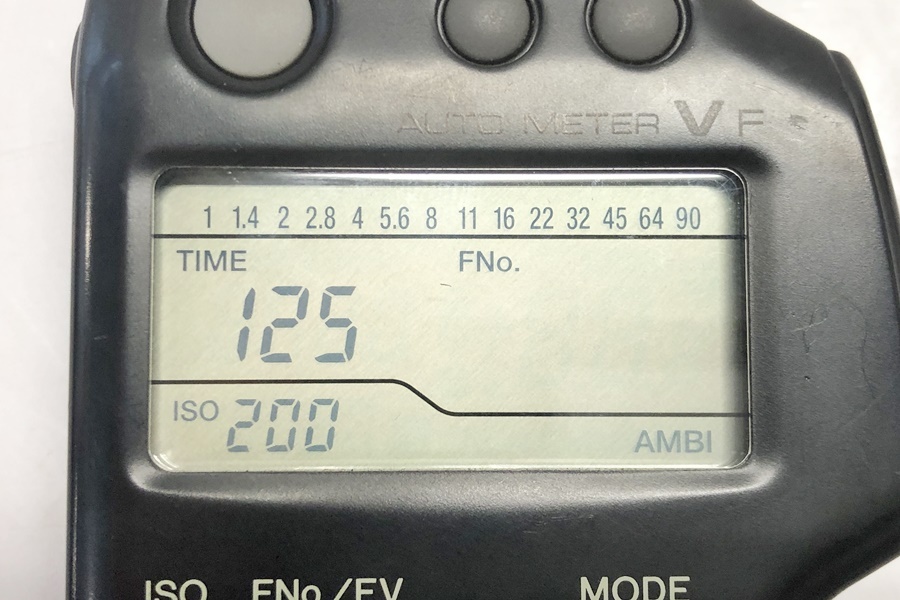 AUTO METER V F
1 1.4 2 2.8 4 5.6 8 11 16 22 32 45 64 90
TIME FNo.
125
ISO 200
AMBI
ISO FNo./EV MODE